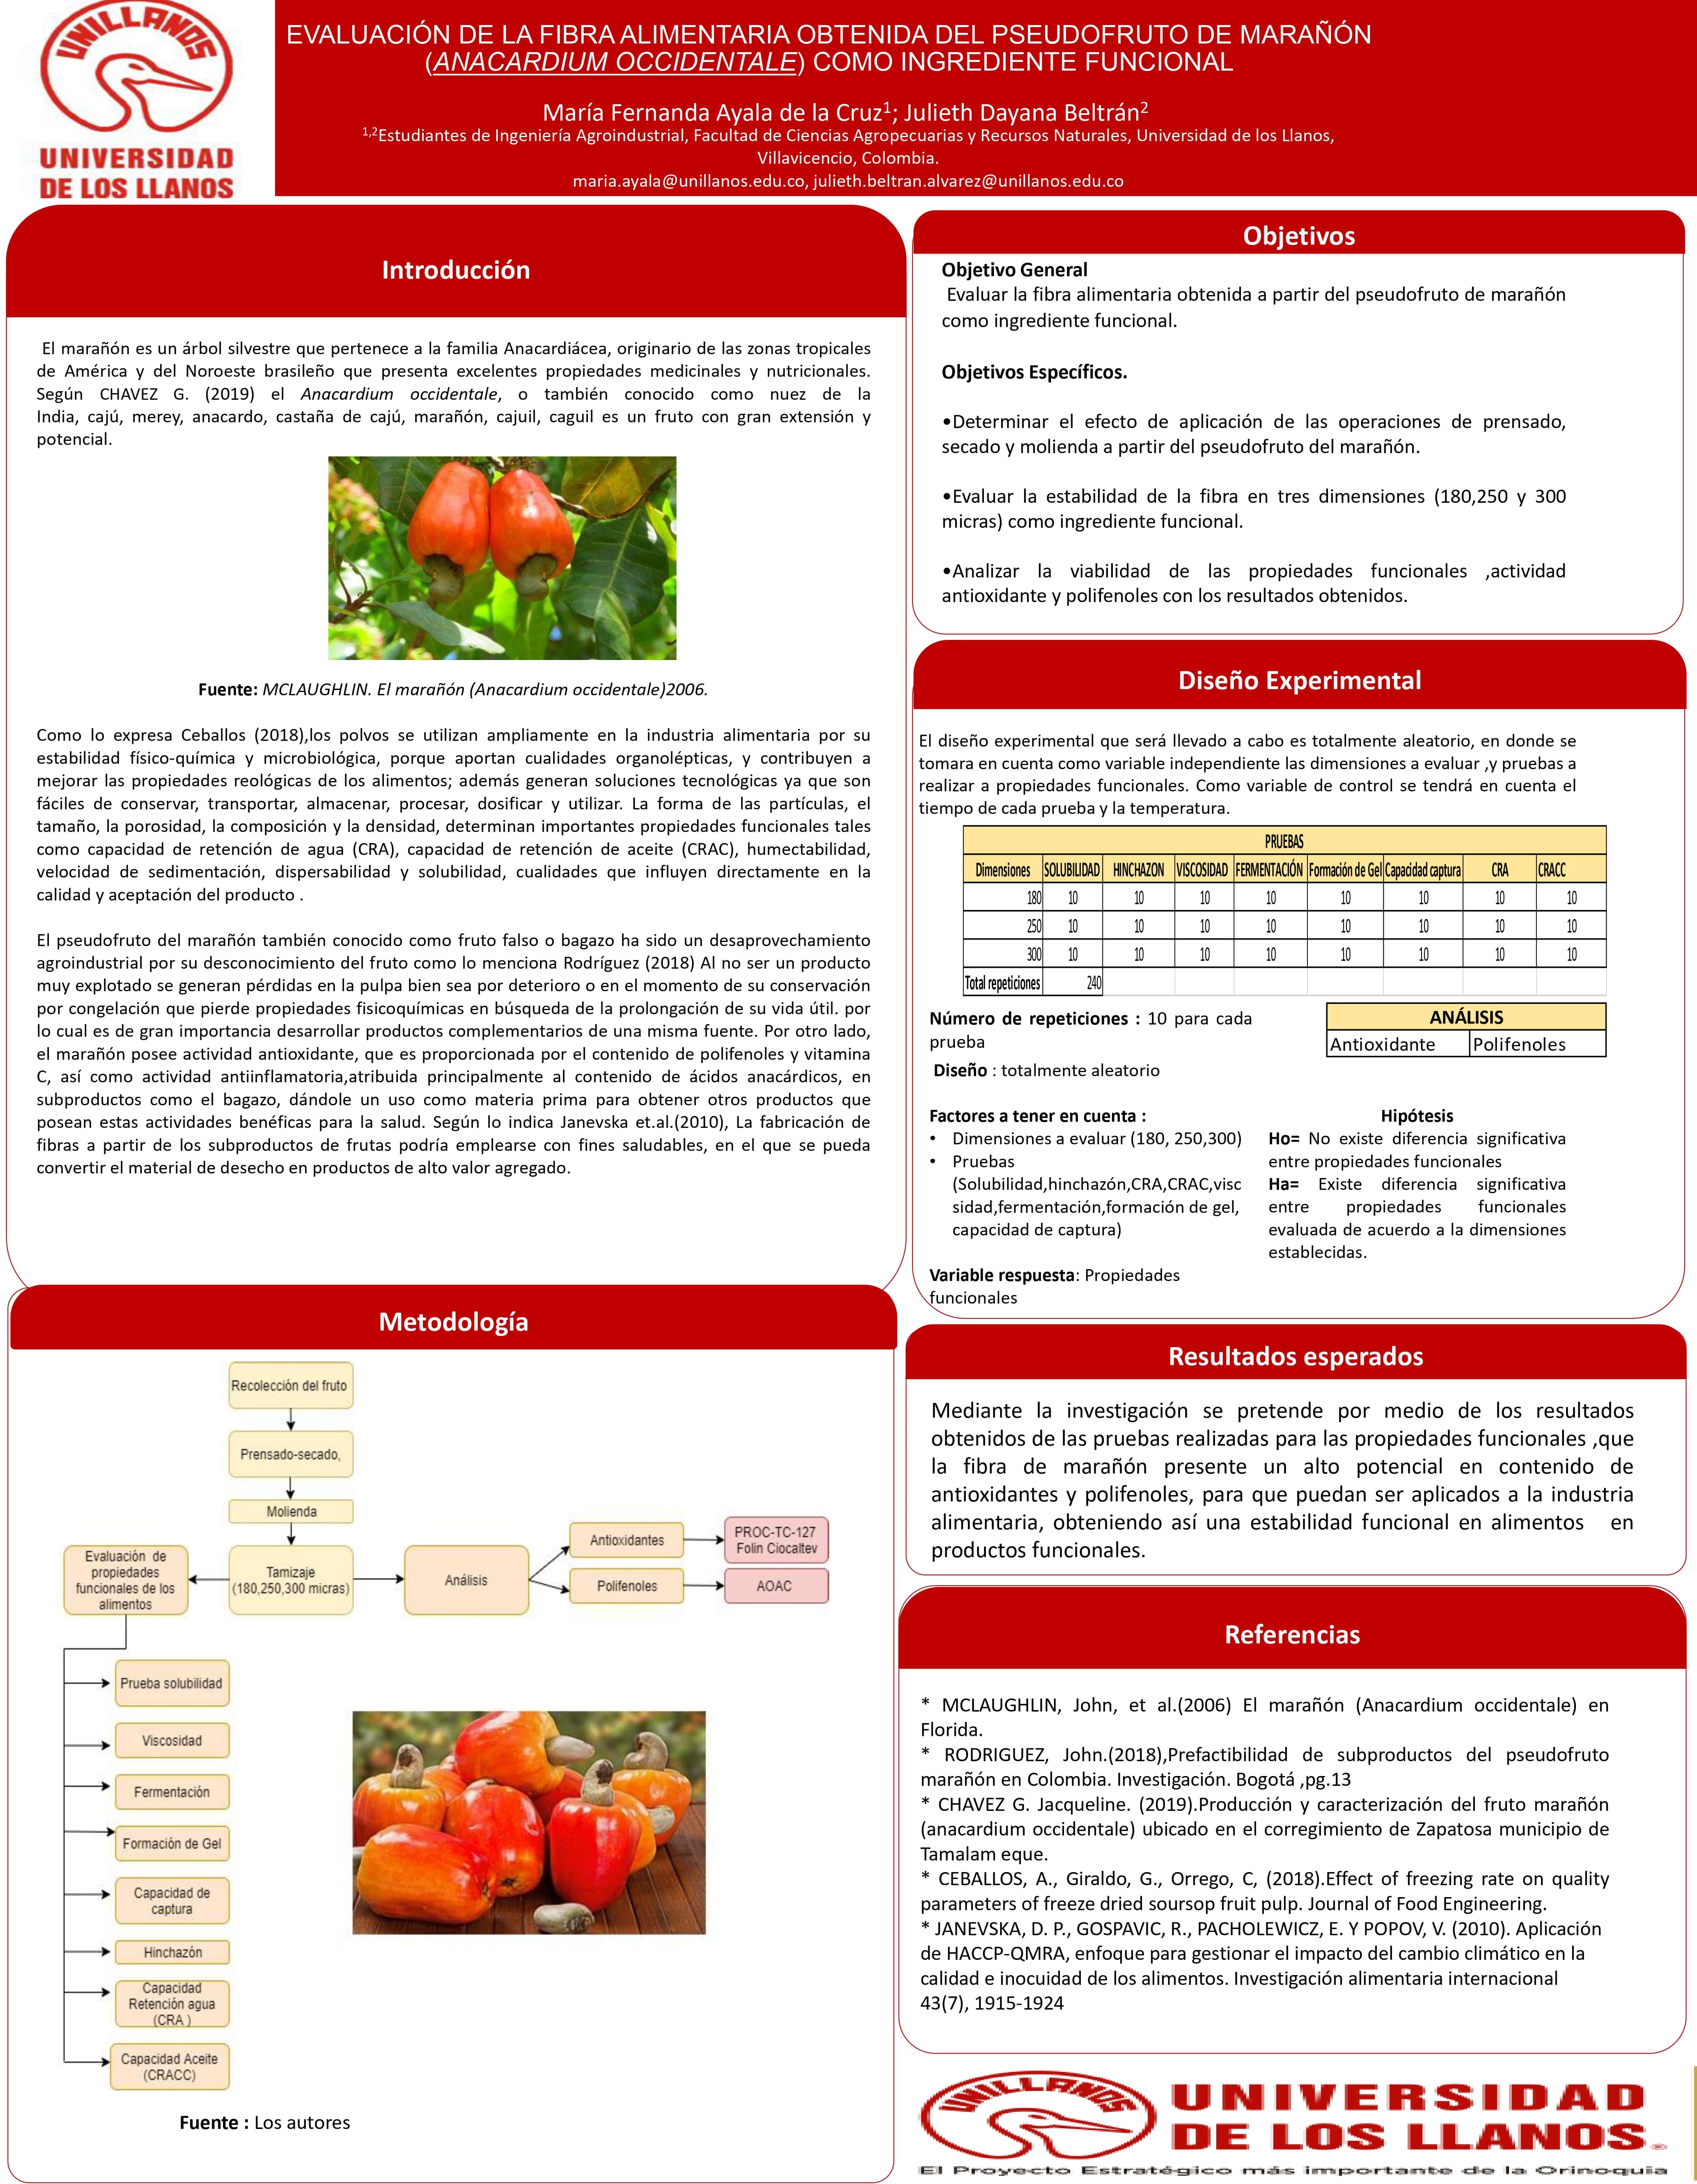 UNILLANOS
UNIVERSIDAD
DE LOS LLANOS
EVALUACIÓN DE LA FIBRA ALIMENTARIA OBTENIDA DEL PSEUDOFRUTO DE MARAÑÓN
(ANACARDIUM OCCIDENTALE) COMO INGREDIENTE FUNCIONAL
María Fernanda Ayala de la Cruz¹; Julieth Dayana Beltrán²
¹,²Estudiantes de Ingeniería Agroindustrial, Facultad de Ciencias Agropecuarias y Recursos Naturales, Universidad de los Llanos,
Villavicencio, Colombia.
maria.ayala@unillanos.edu.co, julieth.beltran.alvarez@unillanos.edu.co
Introducción
El marañón es un árbol silvestre que pertenece a la familia Anacardiácea, originario de las zonas tropicales
de América y del Noroeste brasileño que presenta excelentes propiedades medicinales y nutricionales.
Según CHAVEZ G. (2019) el Anacardium occidentale, o también conocido como nuez de la
India, cajú, merey, anacardo, castaña de cajú, marañón, cajuil, caguil es un fruto con gran extensión y
potencial.
Fuente: MCLAUGHLIN. El marañón (Anacardium occidentale)2006.
Como lo expresa Ceballos (2018),los polvos se utilizan ampliamente en la industria alimentaria por su
estabilidad físico-química y microbiológica, porque aportan cualidades organolépticas, y contribuyen a
mejorar las propiedades reológicas de los alimentos; además generan soluciones tecnológicas ya que son
fáciles de conservar, transportar, almacenar, procesar, dosificar y utilizar. La forma de las partículas, el
tamaño, la porosidad, la composición y la densidad, determinan importantes propiedades funcionales tales
como capacidad de retención de agua (CRA), capacidad de retención de aceite (CRAC), humectabilidad,
velocidad de sedimentación, dispersabilidad y solubilidad, cualidades que influyen directamente en la
calidad y aceptación del producto .
El pseudofruto del marañón también conocido como fruto falso o bagazo ha sido un desaprovechamiento
agroindustrial por su desconocimiento del fruto como lo menciona Rodríguez (2018) Al no ser un producto
muy explotado se generan pérdidas en la pulpa bien sea por deterioro o en el momento de su conservación
por congelación que pierde propiedades fisicoquímicas en búsqueda de la prolongación de su vida útil. por
lo cual es de gran importancia desarrollar productos complementarios de una misma fuente. Por otro lado,
el marañón posee actividad antioxidante, que es proporcionada por el contenido de polifenoles y vitamina
C, así como actividad antiinflamatoria,atribuida principalmente al contenido de ácidos anacárdicos, en
subproductos como el bagazo, dándole un uso como materia prima para obtener otros productos que
posean estas actividades benéficas para la salud. Según lo indica Janevska et.al.(2010), La fabricación de
fibras a partir de los subproductos de frutas podría emplearse con fines saludables, en el que se pueda
convertir el material de desecho en productos de alto valor agregado.
Metodología
Recolección del fruto
Prensado-secado,
Molienda
Tamizaje
(180,250,300 micras)
Evaluación de
propiedades
funcionales de los
alimentos
Análisis
Antioxidantes
PROC-TC-127
Folin Ciocaltev
Polifenoles
AOAC
Prueba solubilidad
Viscosidad
Fermentación
Formación de Gel
Capacidad de
captura
Hinchazón
Capacidad
Retención agua
(CRA )
Capacidad Aceite
(CRACC)
Fuente : Los autores
Objetivos
Objetivo General
Evaluar la fibra alimentaria obtenida a partir del pseudofruto de marañón
como ingrediente funcional.
Objetivos Específicos.
•Determinar el efecto de aplicación de las operaciones de prensado,
secado y molienda a partir del pseudofruto del marañón.
•Evaluar la estabilidad de la fibra en tres dimensiones (180,250 y 300
micras) como ingrediente funcional.
•Analizar la viabilidad de las propiedades funcionales ,actividad
antioxidante y polifenoles con los resultados obtenidos.
Diseño Experimental
El diseño experimental que será llevado a cabo es totalmente aleatorio, en donde se
tomara en cuenta como variable independiente las dimensiones a evaluar ,y pruebas a
realizar a propiedades funcionales. Como variable de control se tendrá en cuenta el
tiempo de cada prueba y la temperatura.
PRUEBAS
Dimensiones SOLUBILIDAD HINCHAZON VISCOSIDAD FERMENTACIÓN Formación de Gel Capacidad captura CRA CRACC
180 10 10 10 10 10 10 10 10
250 10 10 10 10 10 10 10 10
300 10 10 10 10 10 10 10 10
Total repeticiones 240
Número de repeticiones : 10 para cada
prueba
Diseño : totalmente aleatorio
ANÁLISIS
Antioxidante Polifenoles
Factores a tener en cuenta :
• Dimensiones a evaluar (180, 250,300)
• Pruebas
(Solubilidad,hinchazón,CRA,CRAC,visc
sidad,fermentación,formación de gel,
capacidad de captura)
Variable respuesta: Propiedades
funcionales
Hipótesis
Ho= No existe diferencia significativa
entre propiedades funcionales
Ha= Existe diferencia significativa
entre propiedades funcionales
evaluada de acuerdo a la dimensiones
establecidas.
Resultados esperados
Mediante la investigación se pretende por medio de los resultados
obtenidos de las pruebas realizadas para las propiedades funcionales ,que
la fibra de marañón presente un alto potencial en contenido de
antioxidantes y polifenoles, para que puedan ser aplicados a la industria
alimentaria, obteniendo así una estabilidad funcional en alimentos en
productos funcionales.
Referencias
* MCLAUGHLIN, John, et al.(2006) El marañón (Anacardium occidentale) en
Florida.
* RODRIGUEZ, John.(2018),Prefactibilidad de subproductos del pseudofruto
marañón en Colombia. Investigación. Bogotá ,pg.13
* CHAVEZ G. Jacqueline. (2019).Producción y caracterización del fruto marañón
(anacardium occidentale) ubicado en el corregimiento de Zapatosa municipio de
Tamalam eque.
* CEBALLOS, A., Giraldo, G., Orrego, C, (2018).Effect of freezing rate on quality
parameters of freeze dried soursop fruit pulp. Journal of Food Engineering.
* JANEVSKA, D. P., GOSPAVIC, R., PACHOLEWICZ, E. Y POPOV, V. (2010). Aplicación
de HACCP-QMRA, enfoque para gestionar el impacto del cambio climático en la
calidad e inocuidad de los alimentos. Investigación alimentaria internacional
43(7), 1915-1924
UNILLANOS
UNIVERSIDAD
DE LOS LLANOS®
El Proyecto Estratégico más importante de la Orinoquia